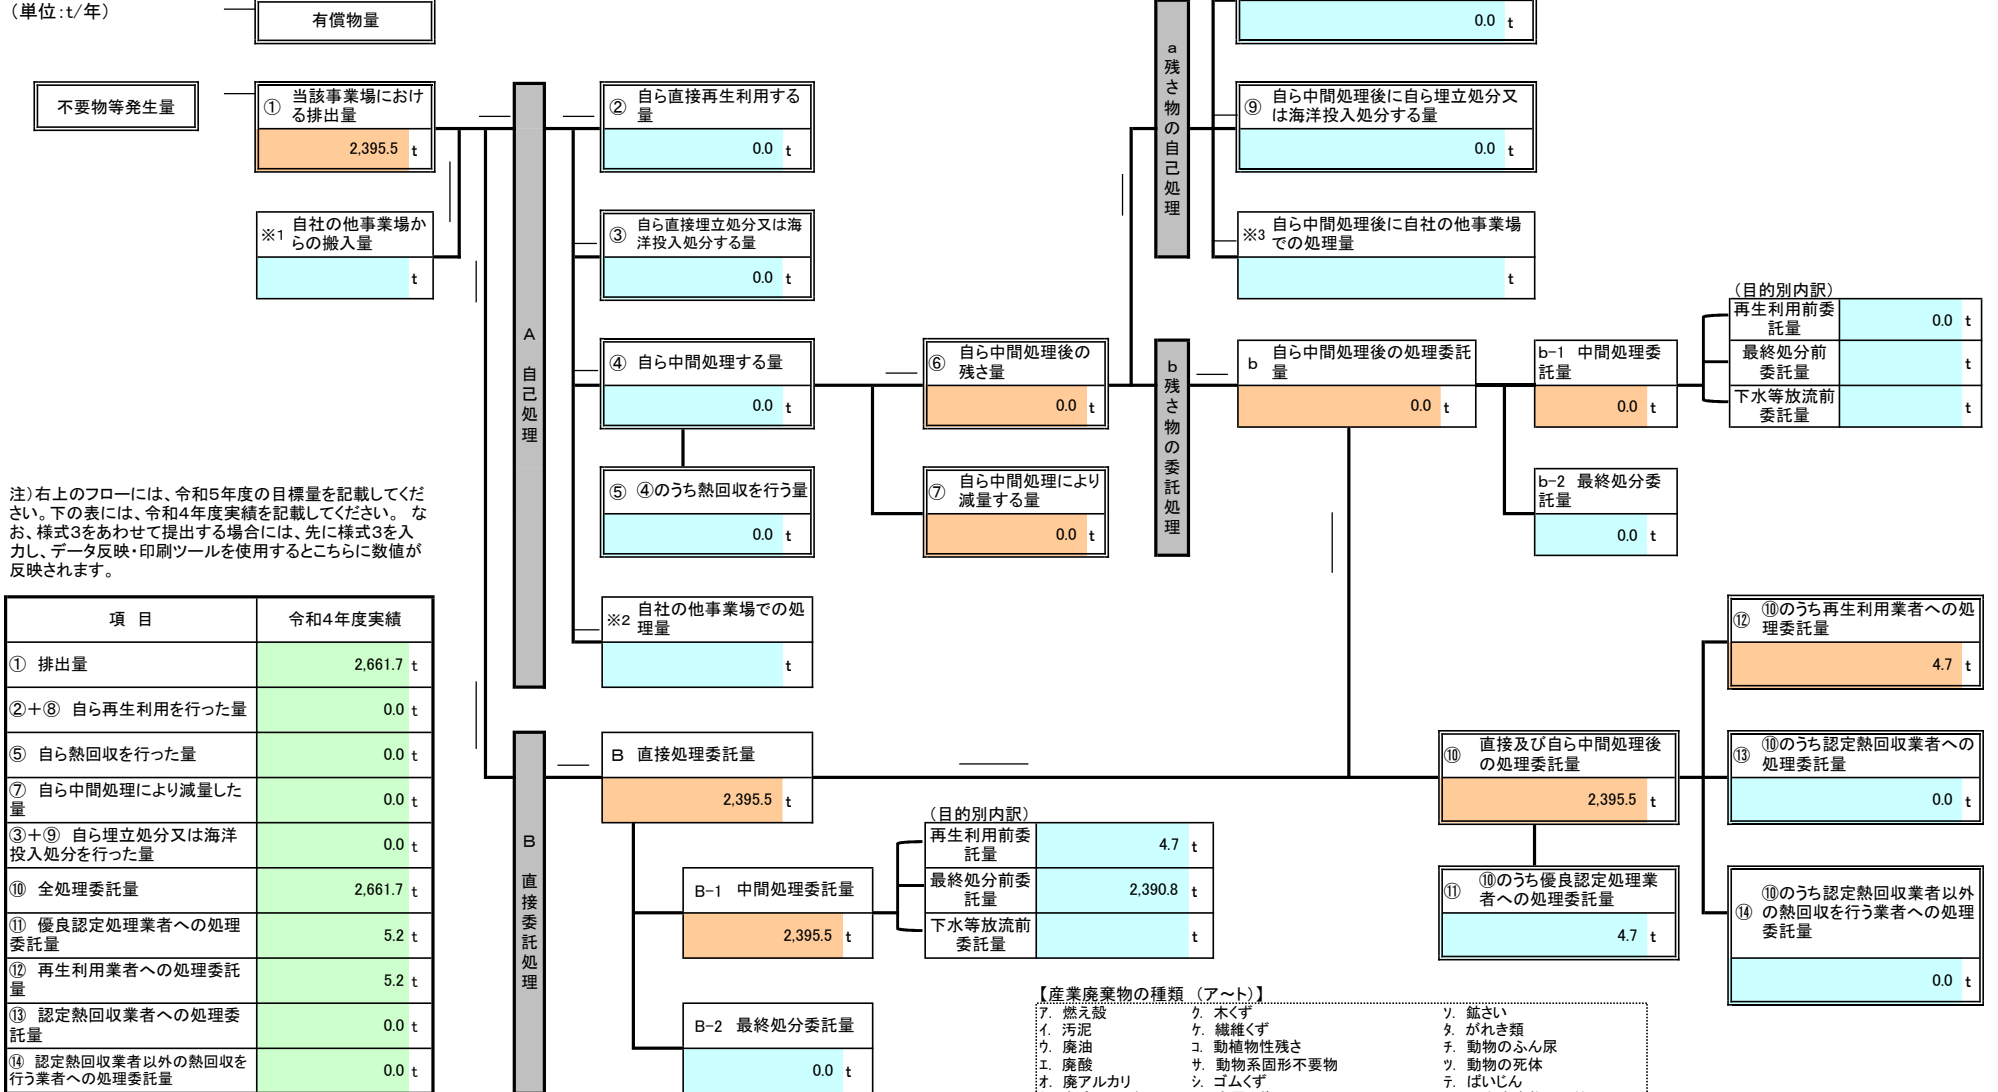 （単位：t/年）
有償物量
0.0 t
不要物等発生量
① 当該事業場におけ
る排出量
2,395.5 t
② 自ら直接再生利用する
量
0.0 t
a 残さ物の自己処理
⑨ 自ら中間処理後に自ら埋立処分又
は海洋投入処分する量
0.0 t
※1 自社の他事業場か
らの搬入量
t
③ 自ら直接埋立処分又は海
洋投入処分する量
0.0 t
※3 自ら中間処理後に自社の他事業場
での処理量
t
A 自己処理
④ 自ら中間処理する量
0.0 t
⑥ 自ら中間処理後の
残さ量
0.0 t
b 残さ物の委託処理
b 自ら中間処理後の処理委託
量
0.0 t
b-1 中間処理委
託量
0.0 t
（目的別内訳）
再生利用前委
託量
0.0 t
最終処分前
委託量
t
下水等放流前
委託量
t
⑤ ④のうち熱回収を行う量
0.0 t
⑦ 自ら中間処理により
減量する量
0.0 t
b-2 最終処分委
託量
0.0 t
注）右上のフローには、令和５年度の目標量を記載してくだ
さい。下の表には、令和４年度実績を記載してください。 な
お、様式３をあわせて提出する場合には、先に様式３を入
力し、データ反映・印刷ツールを使用するとこちらに数値が
反映されます。
※2 自社の他事業場での処
理量
t
項 目 令和４年度実績
① 排出量 2,661.7 t
②＋⑧ 自ら再生利用を行った量 0.0 t
⑤ 自ら熱回収を行った量 0.0 t
⑦ 自ら中間処理により減量した
量 0.0 t
③＋⑨ 自ら埋立処分又は海洋
投入処分を行った量 0.0 t
⑩ 全処理委託量 2,661.7 t
⑪ 優良認定処理業者への処理
委託量 5.2 t
⑫ 再生利用業者への処理委託
量 5.2 t
⑬ 認定熱回収業者への処理委
託量 0.0 t
⑭ 認定熱回収業者以外の熱回収を
行う業者への処理委託量 0.0 t
B 直接委託処理
B 直接処理委託量
2,395.5 t
（目的別内訳）
再生利用前委
託量
4.7 t
最終処分前委
託量
2,390.8 t
下水等放流前
委託量
t
B-1 中間処理委託量
2,395.5 t
B-2 最終処分委託量
0.0 t
⑩ 直接及び自ら中間処理後
の処理委託量
2,395.5 t
⑪ ⑩のうち優良認定処理業
者への処理委託量
4.7 t
⑫ ⑩のうち再生利用業者への処
理委託量
4.7 t
⑬ ⑩のうち認定熱回収業者への
処理委託量
0.0 t
⑭ ⑩のうち認定熱回収業者以外
の熱回収を行う業者への処理
委託量
0.0 t
【産業廃棄物の種類 （ア～ト）】
ア. 燃え殻 ク. 木くず ソ. 鉱さい
イ. 汚泥 ケ. 繊維くず タ. がれき類
ウ. 廃油 コ. 動植物性残さ チ. 動物のふん尿
エ. 廃酸 サ. 動物系固形不要物 ツ. 動物の死体
オ. 廃アルカリ シ. ゴムくず テ. ばいじん